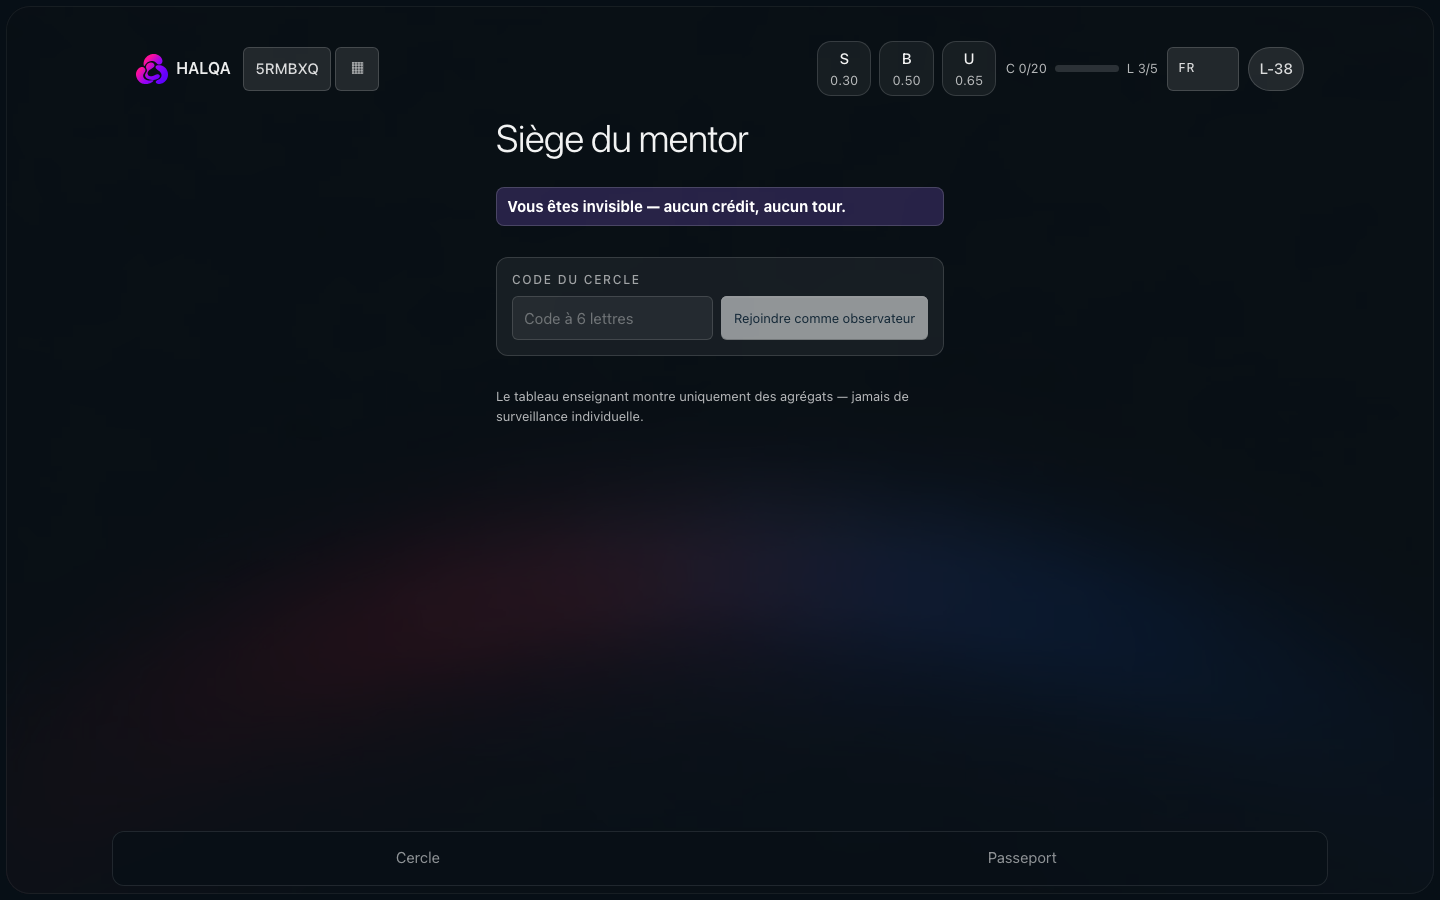 HALQA
5RMBXQ
S
0.30
B
0.50
U
0.65
C 0/20
L 3/5
FR
L-38
Siège du mentor
Vous êtes invisible — aucun crédit, aucun tour.
CODE DU CERCLE
Code à 6 lettres
Rejoindre comme observateur
Le tableau enseignant montre uniquement des agrégats — jamais de
surveillance individuelle.
Cercle
Passeport